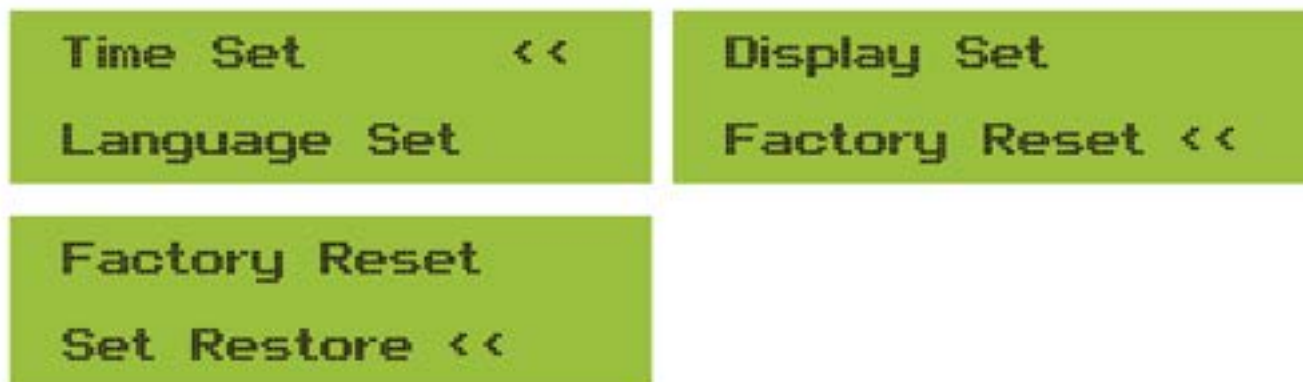 Time Set <<
Language Set
Display Set
Factory Reset <<
Factory Reset
Set Restore <<